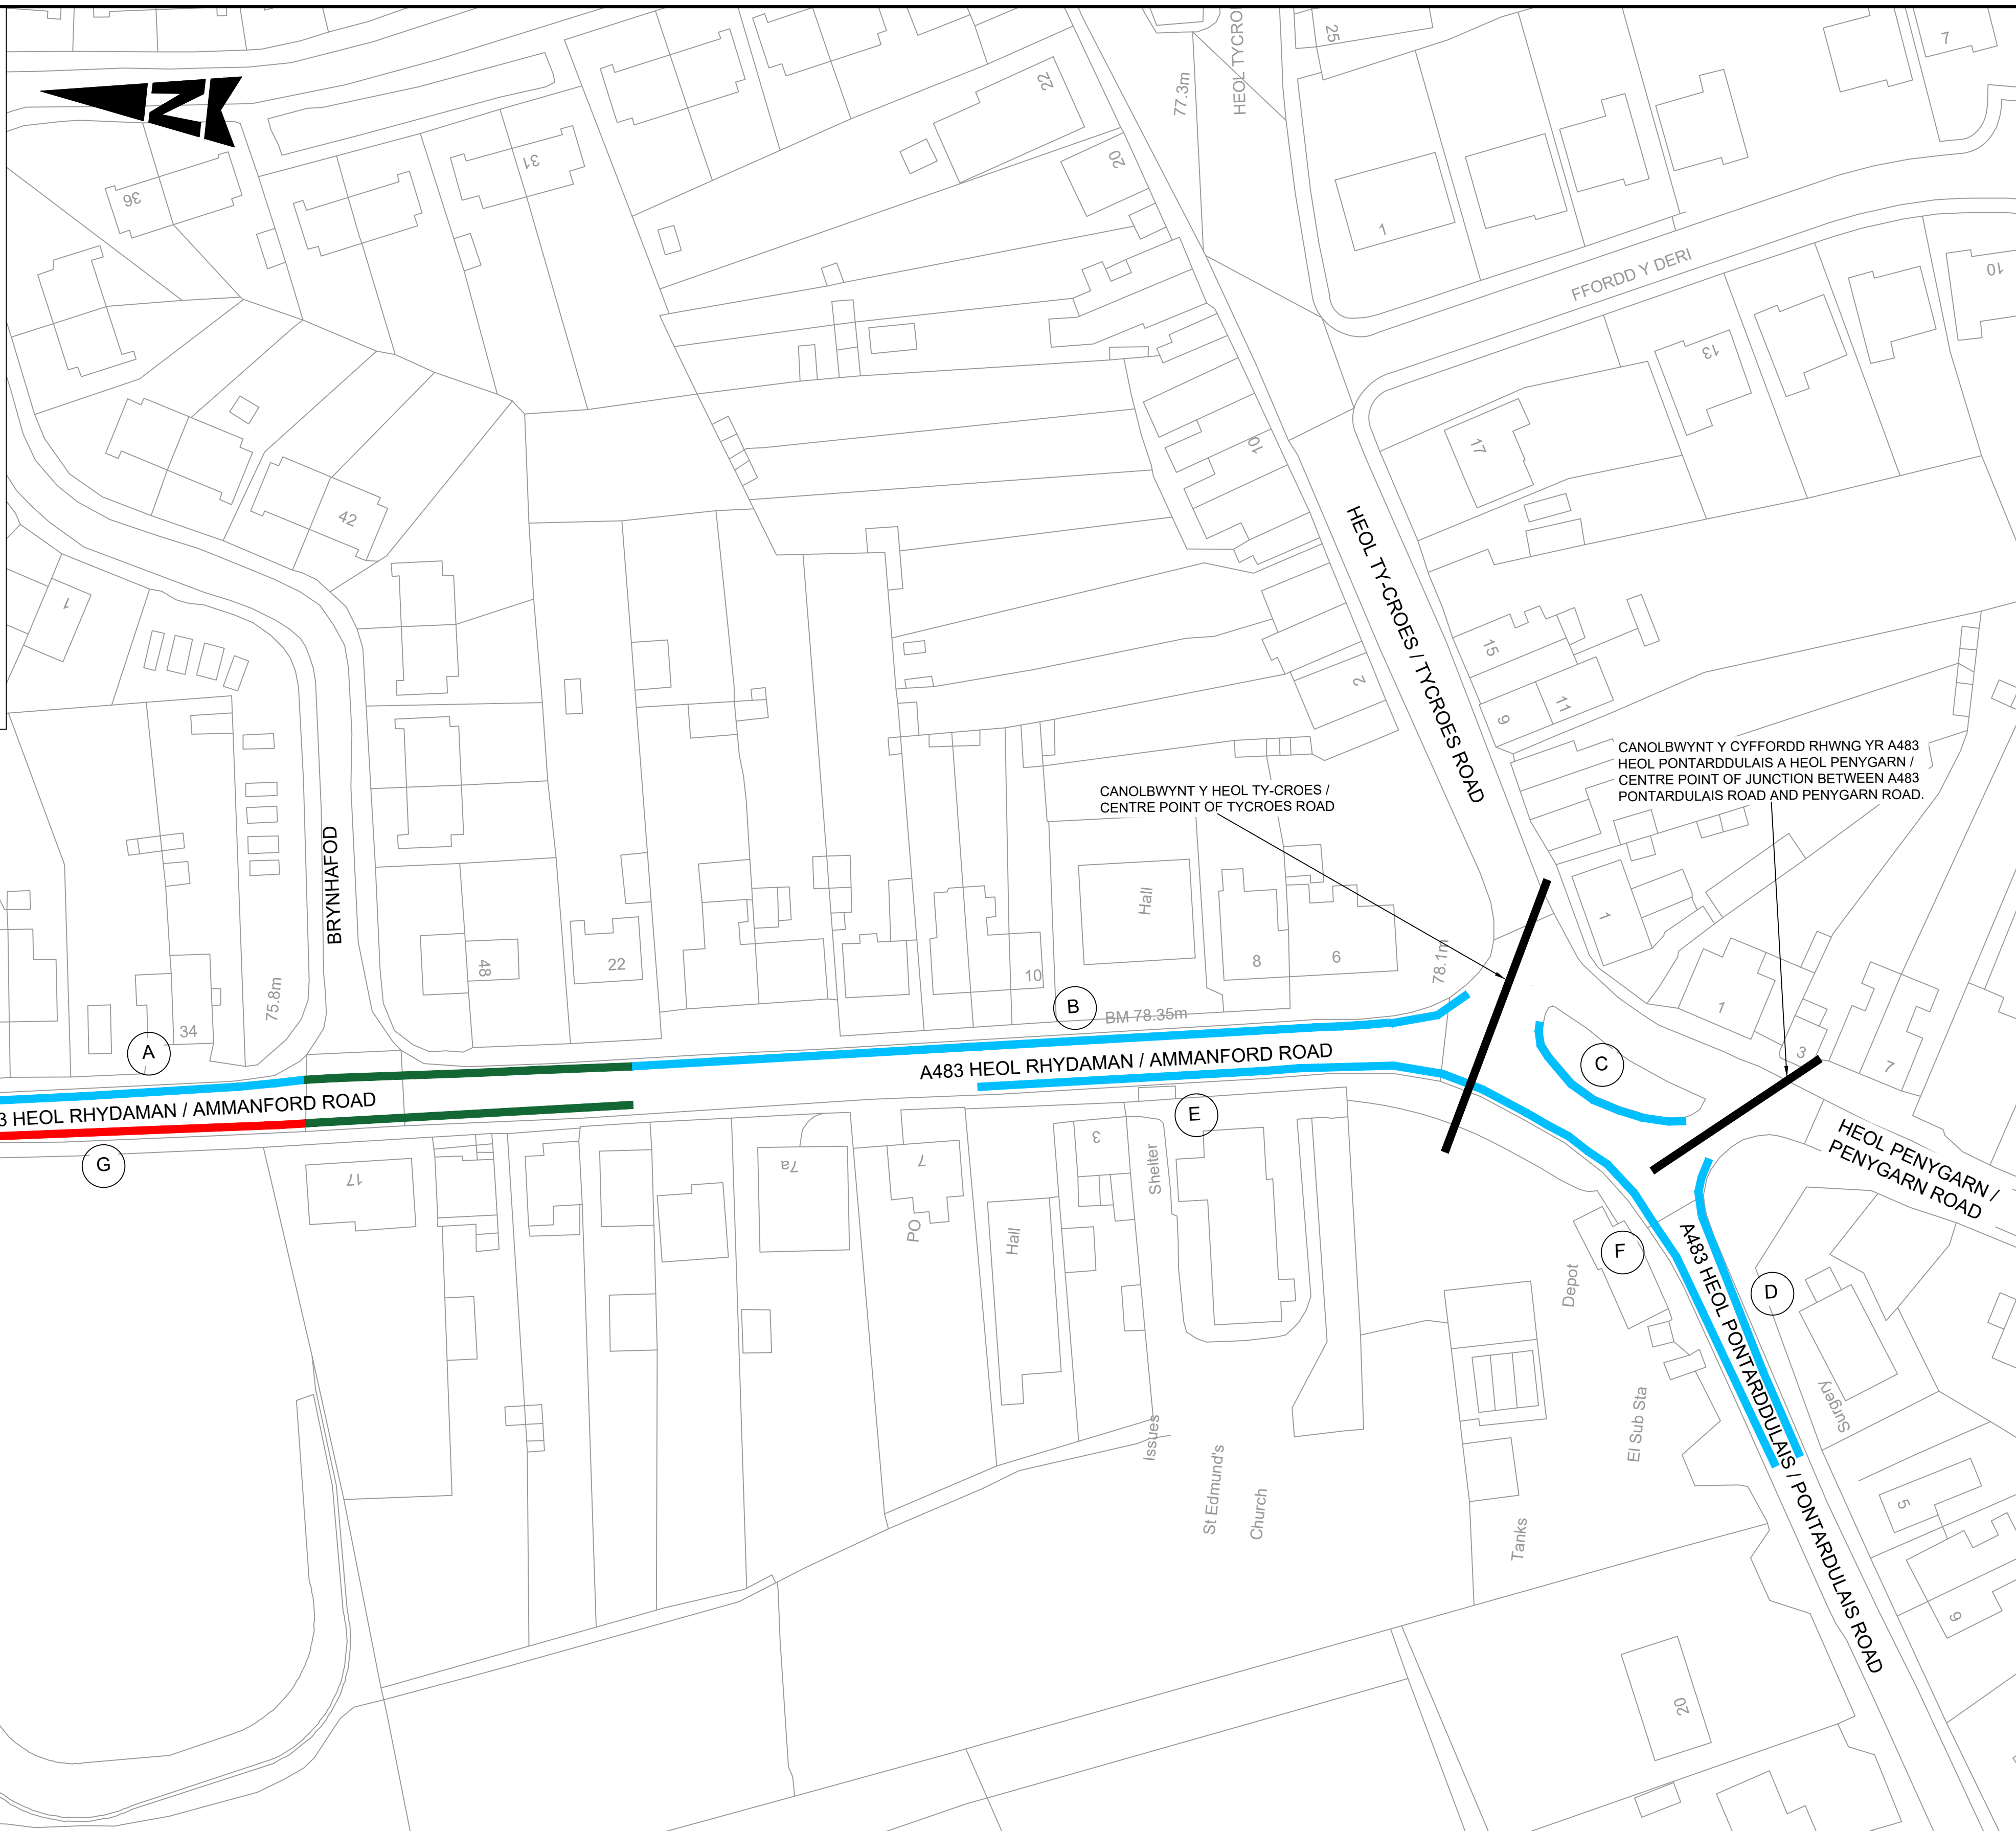 N
25
7
HEOL TYCRO
22
77.3m
31
20
36
1
FFORDD Y DERI
10
13
17
10
42
HEOL TY-CROES / TYCROES ROAD
1
15
2
11
9
CANOLBWYNT Y CYFFORDD RHWNG YR A483
HEOL PONTARDDULAIS A HEOL PENYGARN /
CENTRE POINT OF JUNCTION BETWEEN A483
PONTARDULAIS ROAD AND PENYGARN ROAD.
CANOLBWYNT Y HEOL TY-CROES /
CENTRE POINT OF TYCROES ROAD
BRYNHAFOD
Hall
1
48
22
10
8
6
78.1m
75.8m
34
A
B
BM 78.35m
1
3
7
C
A483 HEOL RHYDAMAN / AMMANFORD ROAD
3 HEOL RHYDAMAN / AMMANFORD ROAD
E
G
17
7a
7
3
Shelter
HEOL PENYGARN /
PENYGARN ROAD
PO
Hall
F
D
A483 HEOL PONTARDDULAIS / PONTARDULAIS ROAD
Depot
Surgery
El Sub Sta
Issues
St Edmund's
Church
Tanks
5
9
20